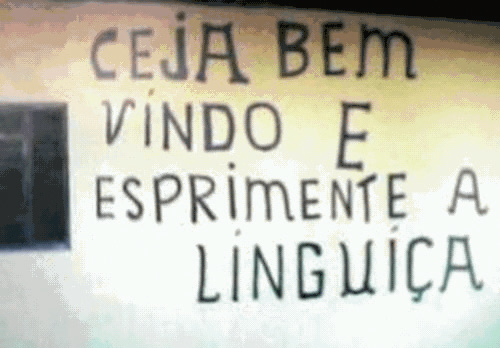 CEjA BEm
ViNDO E
ESPRimENTE A
LiNGUiÇA